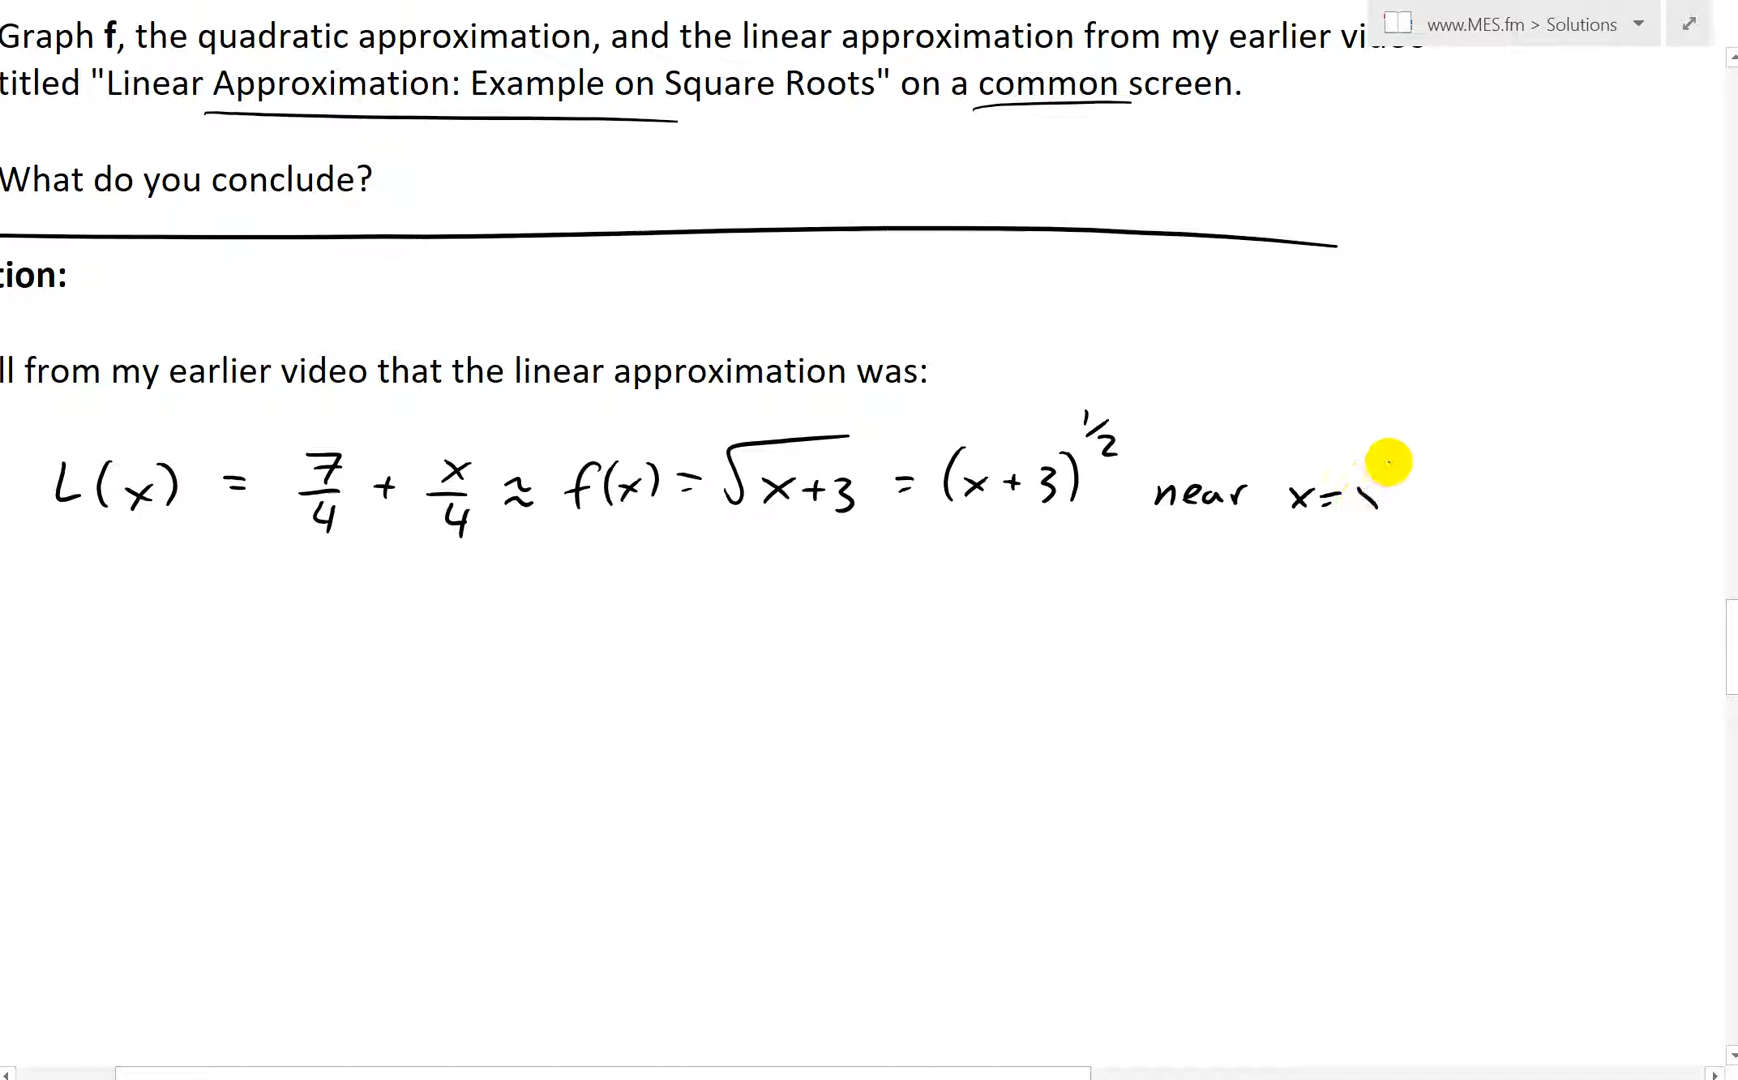 Graph f, the quadratic approximation, and the linear approximation from my earlier
www.MES.fm > Solutions
titled "Linear Approximation: Example on Square Roots" on a common screen.
What do you conclude?
tion:
ll from my earlier video that the linear approximation was:
L(x) = 7/4 + x/4 ≈ f(x) = √x+3 = (x+3)^1/2 near x=